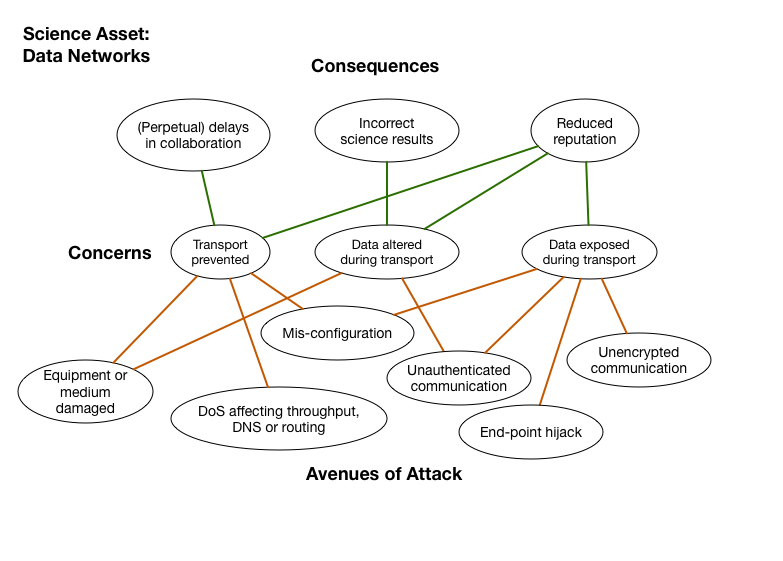 Science Asset:
Data Networks
Consequences
(Perpetual) delays
in collaboration
Incorrect
science results
Reduced
reputation
Concerns
Transport
prevented
Data altered
during transport
Data exposed
during transport
Mis-configuration
Unencrypted
communication
Equipment or
medium
damaged
Unauthenticated
communication
DoS affecting throughput,
DNS or routing
End-point hijack
Avenues of Attack